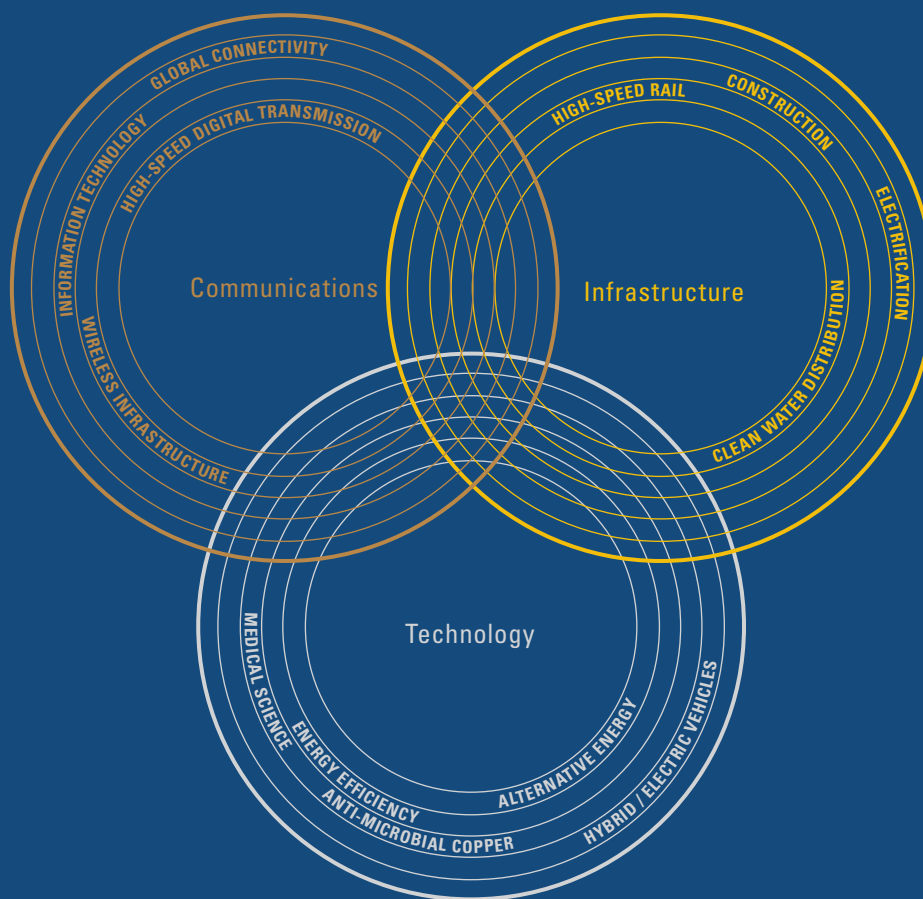 GLOBAL CONNECTIVITY
INFORMATION TECHNOLOGY
HIGH-SPEED DIGITAL TRANSMISSION
WIRELESS INFRASTRUCTURE
Communications
HIGH-SPEED RAIL
CONSTRUCTION
ELECTRIFICATION
CLEAN WATER DISTRIBUTION
Infrastructure
Technology
MEDICAL SCIENCE
ENERGY EFFICIENCY
ANTI-MICROBIAL COPPER
ALTERNATIVE ENERGY
HYBRID / ELECTRIC VEHICLES